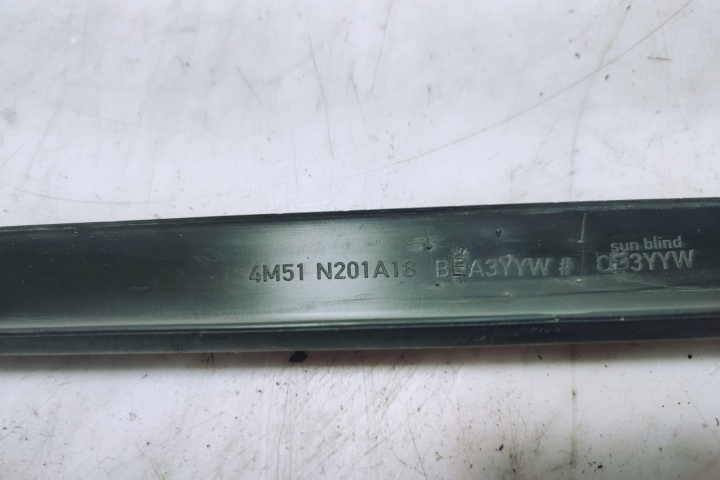 sun blind
4M51 N201A18 BEA3YYW # CE3YYW